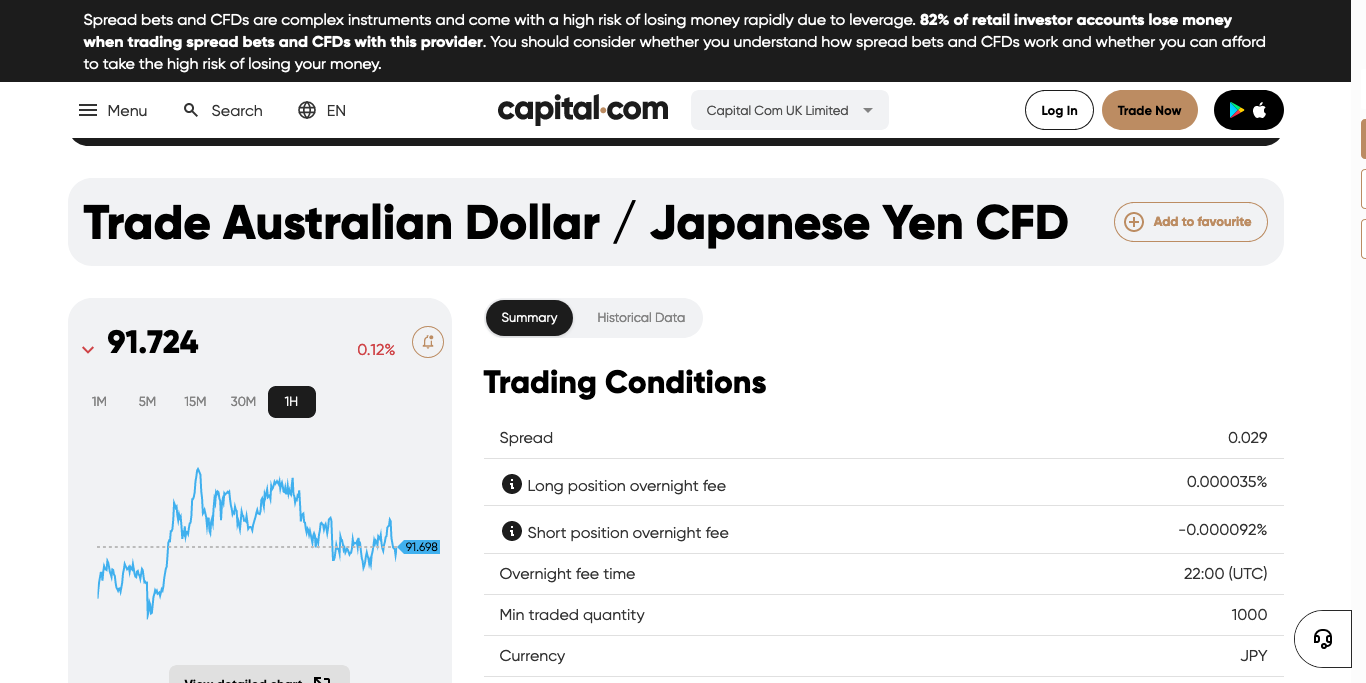 Spread bets and CFDs are complex instruments and come with a high risk of losing money rapidly due to leverage. 82% of retail investor accounts lose money
when trading spread bets and CFDs with this provider. You should consider whether you understand how spread bets and CFDs work and whether you can afford
to take the high risk of losing your money.
Menu Search EN capital.com Capital Com UK Limited Log In Trade Now
Trade Australian Dollar / Japanese Yen CFD Add to favourite
91.724 0.12%
1M 5M 15M 30M 1H
91.698
View detailed chart
Summary Historical Data
Trading Conditions
Spread 0.029
Long position overnight fee 0.000035%
Short position overnight fee -0.000092%
Overnight fee time 22:00 (UTC)
Min traded quantity 1000
Currency JPY